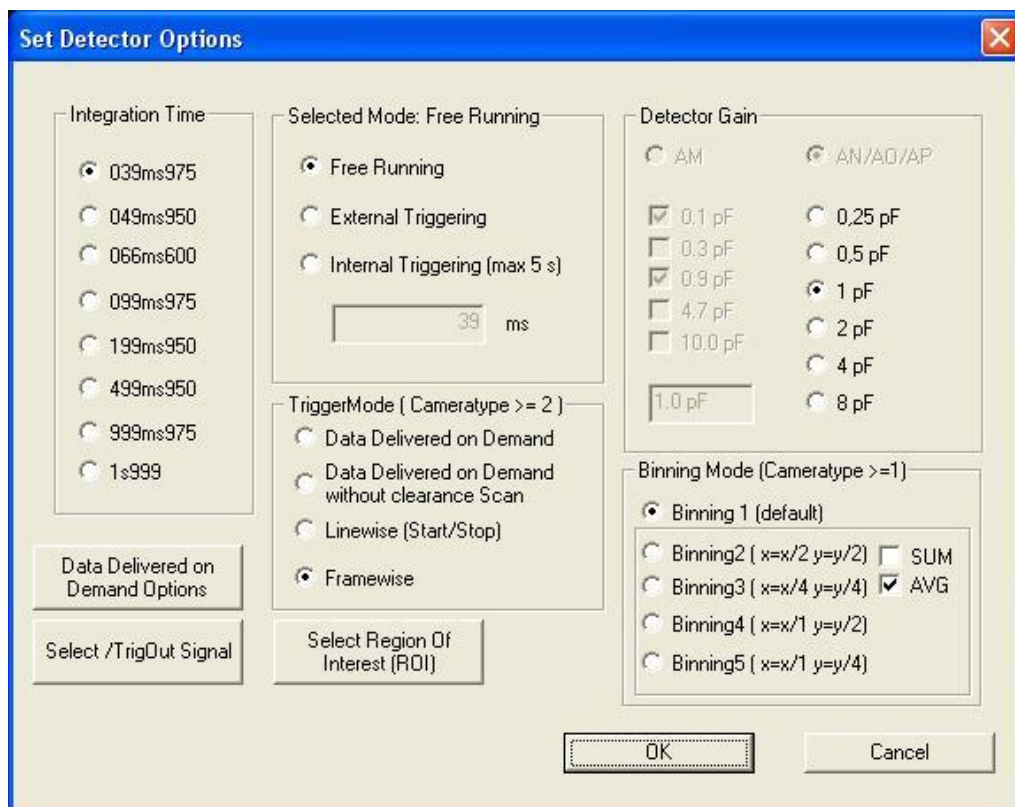 Set Detector Options
Integration Time
039ms975
049ms950
066ms600
099ms975
199ms950
499ms950
999ms975
1s999
Data Delivered on
Demand Options
Select /TrigOut Signal
Selected Mode: Free Running
Free Running
External Triggering
Internal Triggering (max 5 s)
39 ms
TriggerMode ( Cameratype >= 2 )
Data Delivered on Demand
Data Delivered on Demand
without clearance Scan
Linewise (Start/Stop)
Framewise
Select Region Of
Interest (ROI)
Detector Gain
AM
AN/AO/AP
0.1 pF
0.3 pF
0.9 pF
4.7 pF
10.0 pF
1.0 pF
0,25 pF
0,5 pF
1 pF
2 pF
4 pF
8 pF
Binning Mode (Cameratype >=1)
Binning 1 (default)
Binning2 ( x=x/2 y=y/2) SUM
Binning3 ( x=x/4 y=y/4) AVG
Binning4 ( x=x/1 y=y/2)
Binning5 ( x=x/1 y=y/4)
OK
Cancel